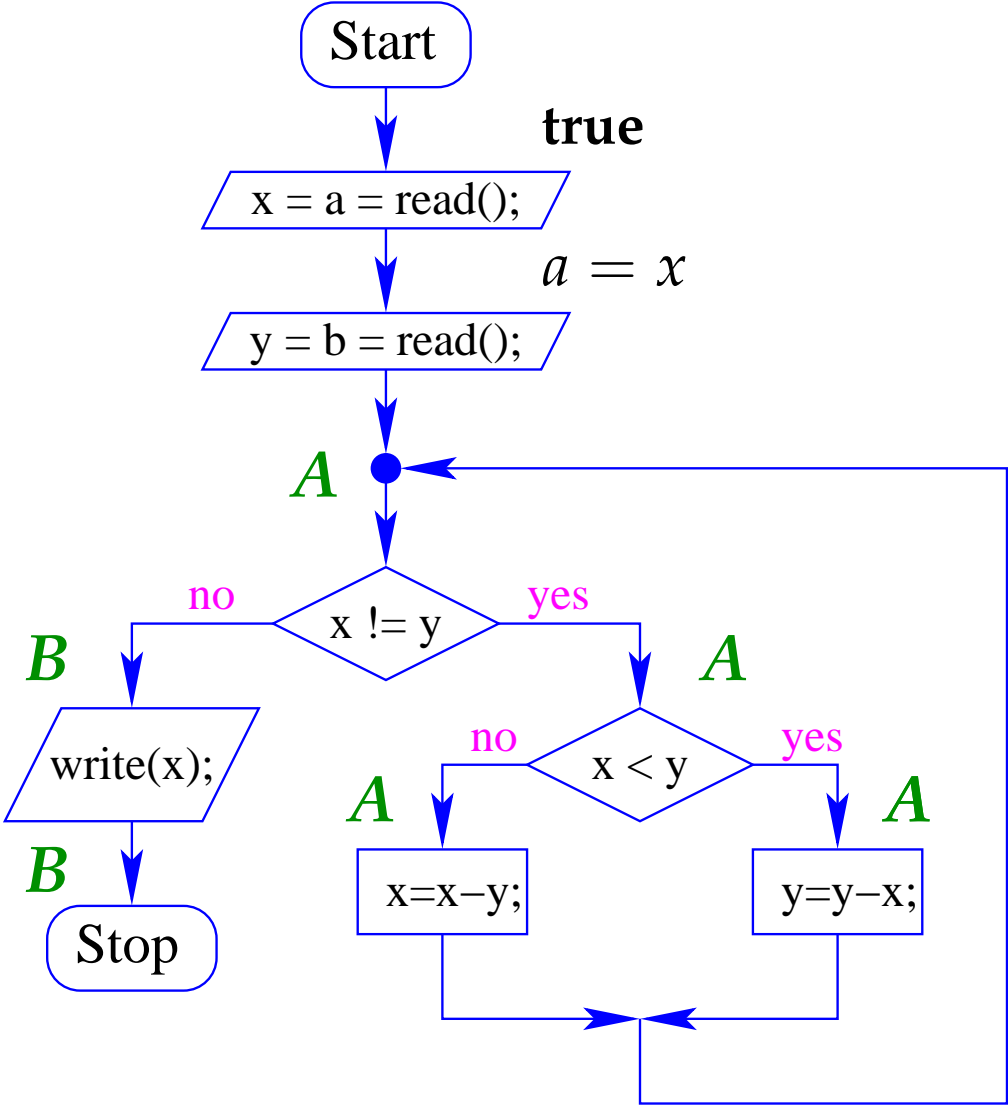 Start
true
x = a = read();
a = x
y = b = read();
A
no
x != y
yes
B
A
write(x);
no
x < y
yes
A
A
B
x=x−y;
y=y−x;
Stop